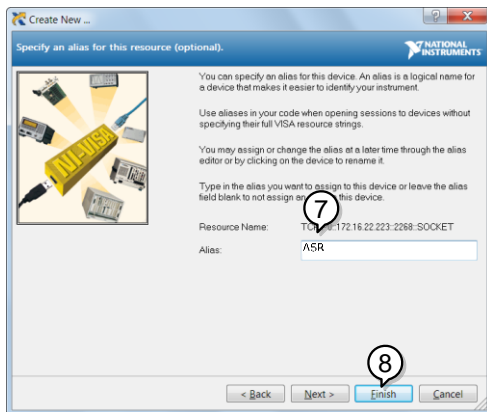 Create New ...
Specify an alias for this resource (optional).
NATIONAL
INSTRUMENTS
NI-VISA
You can specify an alias for this device. An alias is a logical name for
a device that makes it easier to identify your instrument.
Use aliases in your code when opening sessions to devices without
specifying their full VISA resource strings.
You may assign or change the alias at a later time through the alias
editor or by clicking on the device to rename it.
Type in the alias you want to assign to this device or leave the alias
field blank to not assign an this device.
7
Resource Name: 172.16.22.223::2268::SOCKET
Alias: ASR
8
< Back Next > Finish Cancel